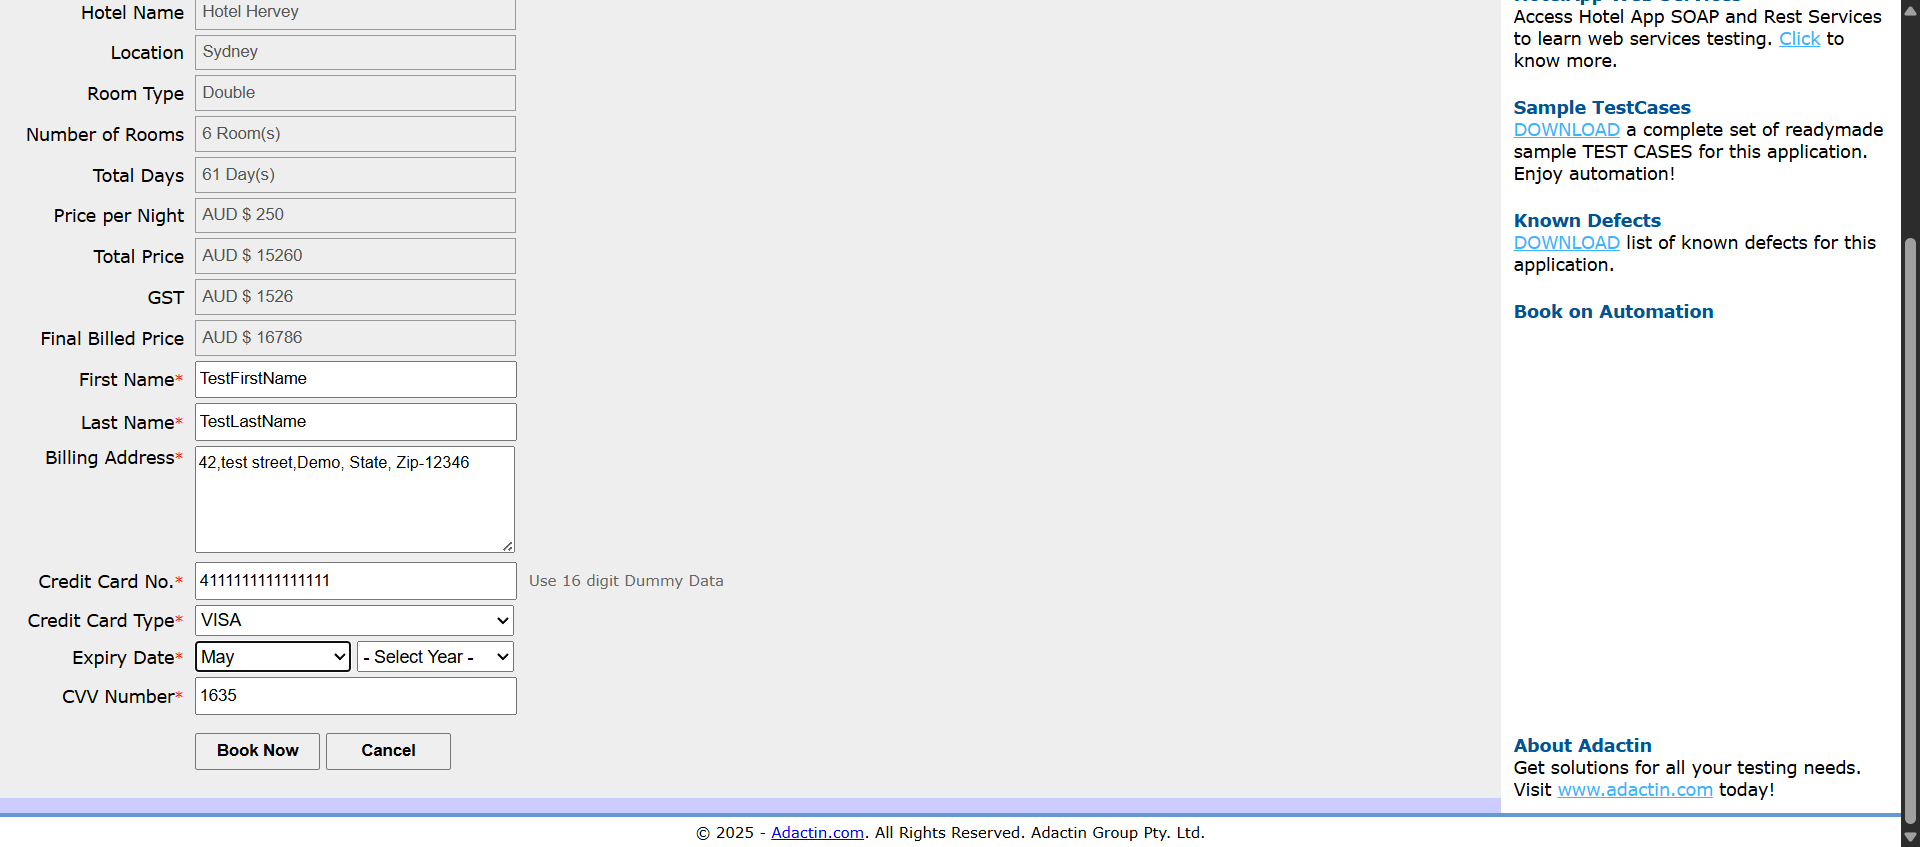 Hotel Name Hotel Hervey
Location Sydney
Room Type Double
Number of Rooms 6 Room(s)
Total Days 61 Day(s)
Price per Night AUD $ 250
Total Price AUD $ 15260
GST AUD $ 1526
Final Billed Price AUD $ 16786
First Name* TestFirstName
Last Name* TestLastName
Billing Address* 42,test street,Demo, State, Zip-12346
Credit Card No.* 4111111111111111 Use 16 digit Dummy Data
Credit Card Type* VISA
Expiry Date* May - Select Year -
CVV Number* 1635
Book Now Cancel
Access Hotel App SOAP and Rest Services
to learn web services testing. Click to
know more.
Sample TestCases
DOWNLOAD a complete set of readymade
sample TEST CASES for this application.
Enjoy automation!
Known Defects
DOWNLOAD list of known defects for this
application.
Book on Automation
About Adactin
Get solutions for all your testing needs.
Visit www.adactin.com today!
© 2025 - Adactin.com. All Rights Reserved. Adactin Group Pty. Ltd.